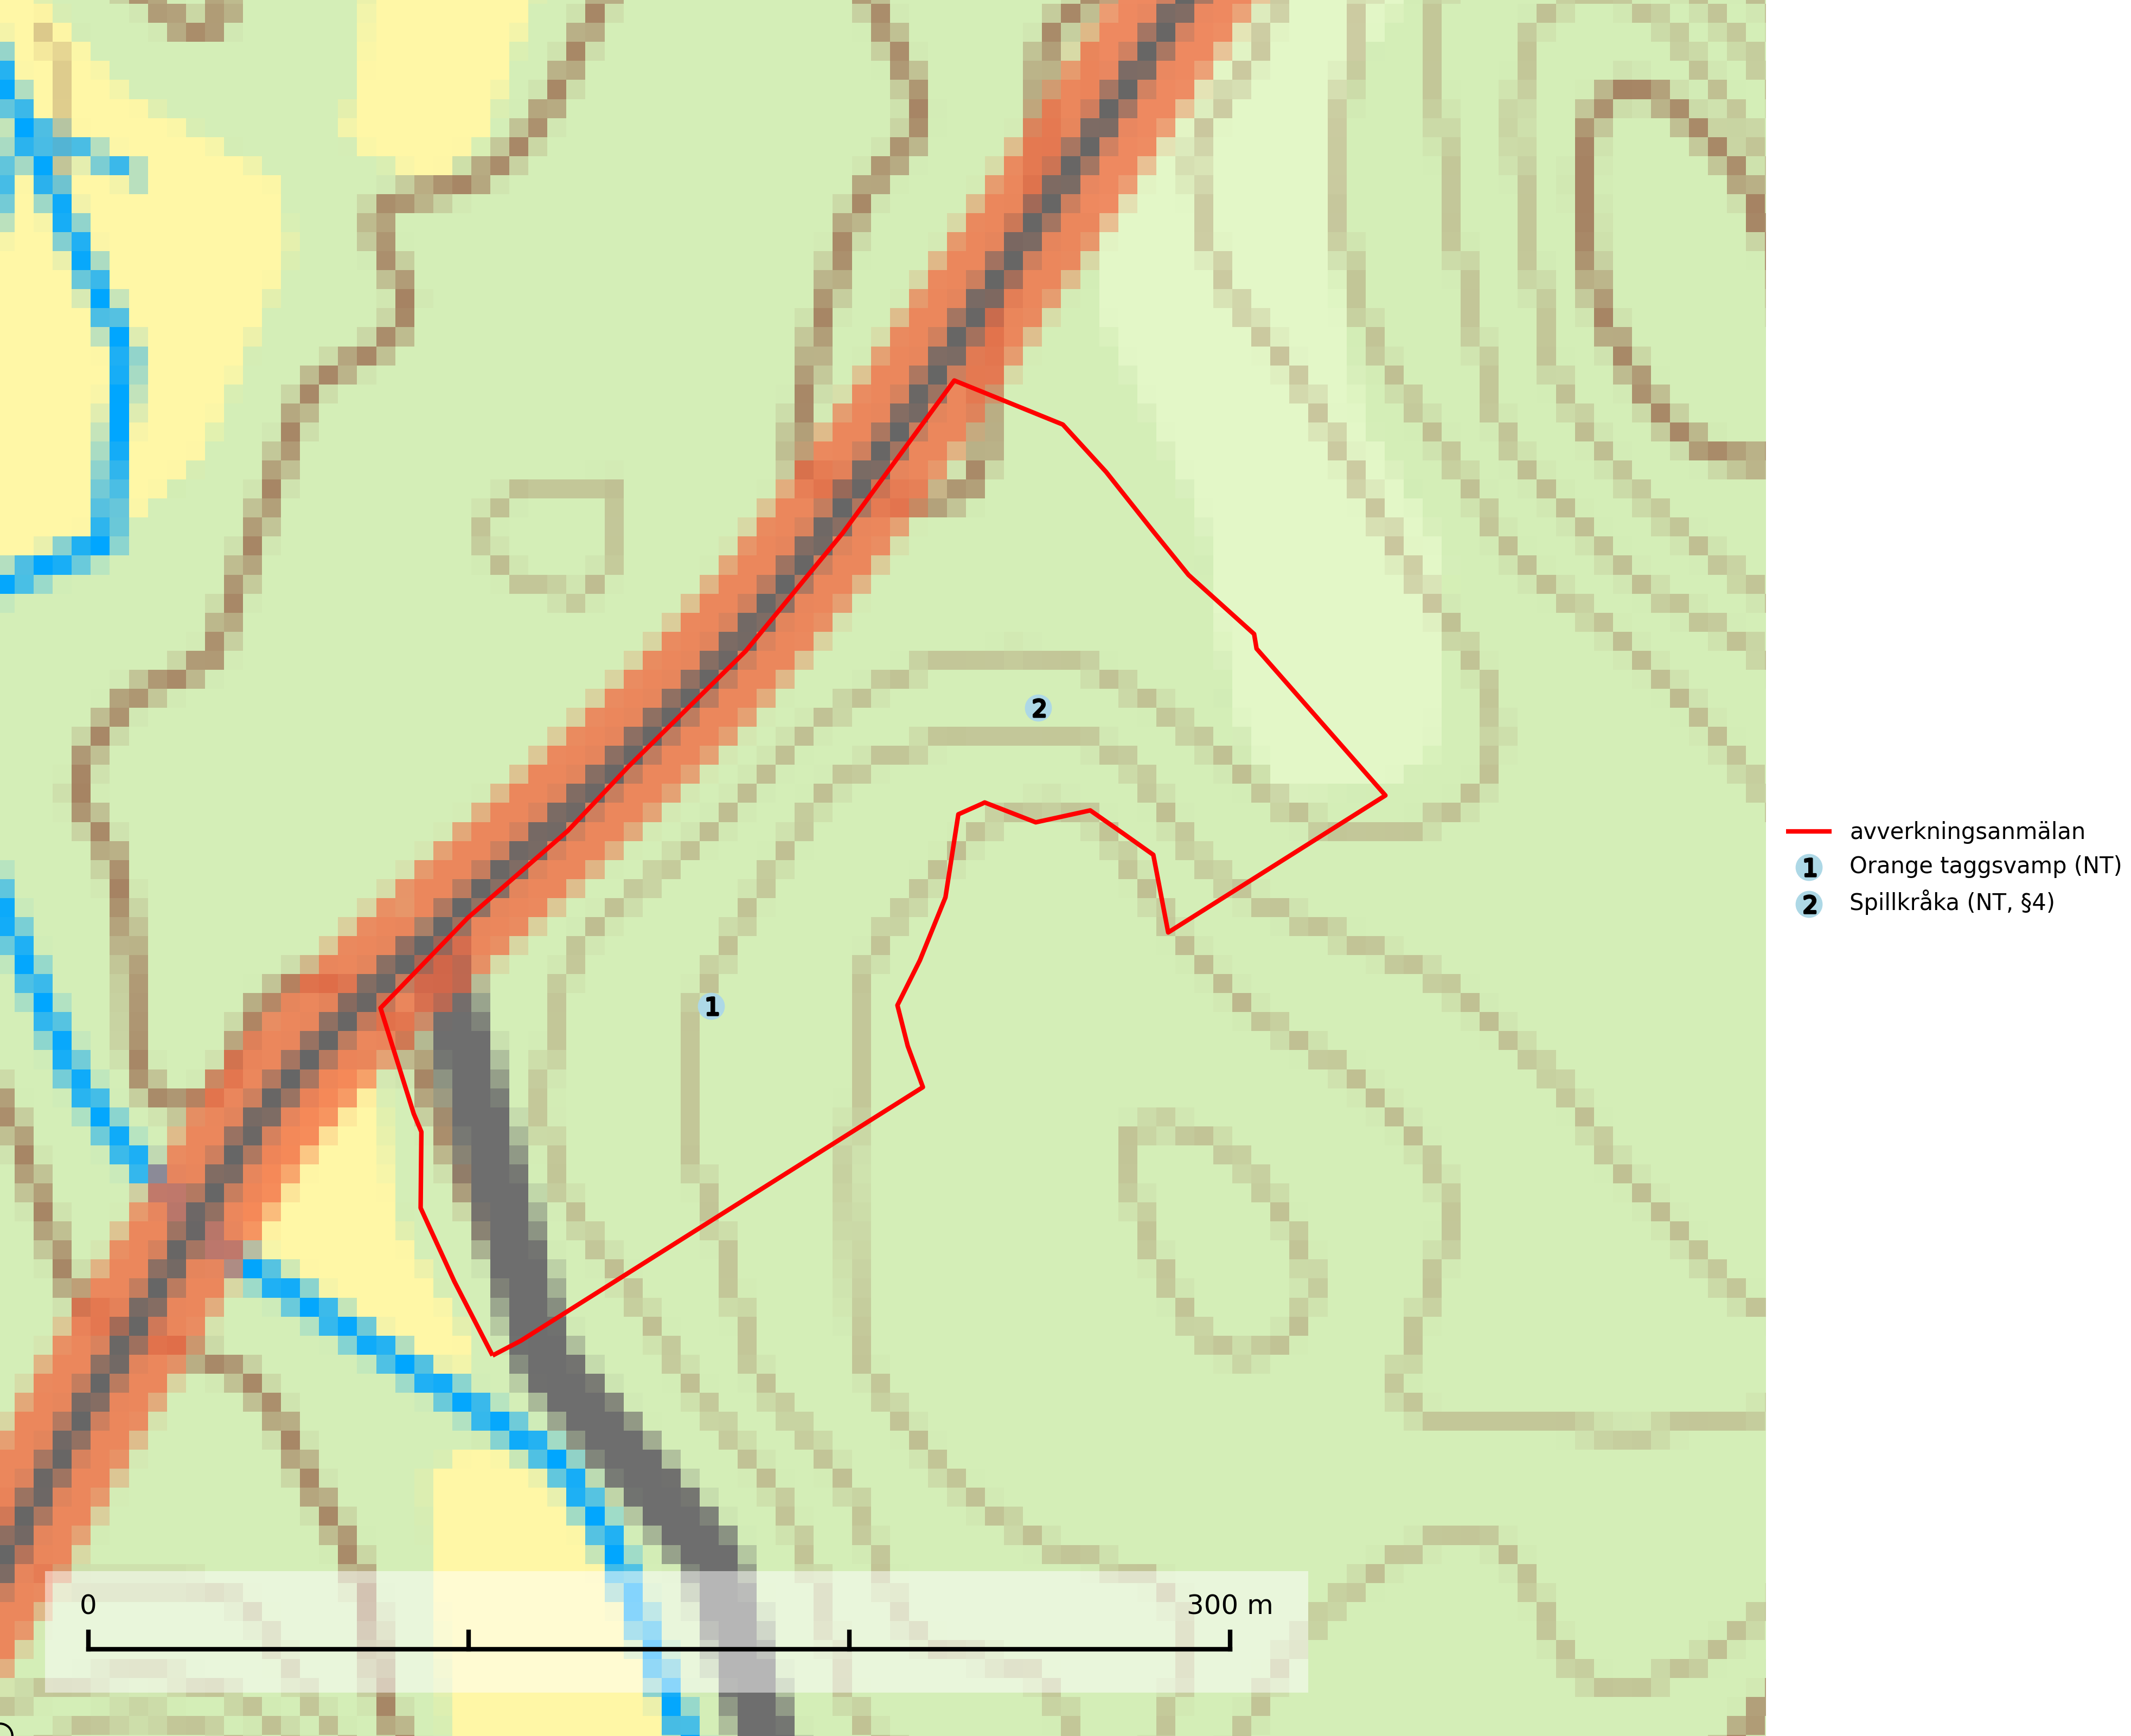 2
1
avverkningsanmälan
1 Orange taggsvamp (NT)
2 Spillkråka (NT, §4)
0 300 m